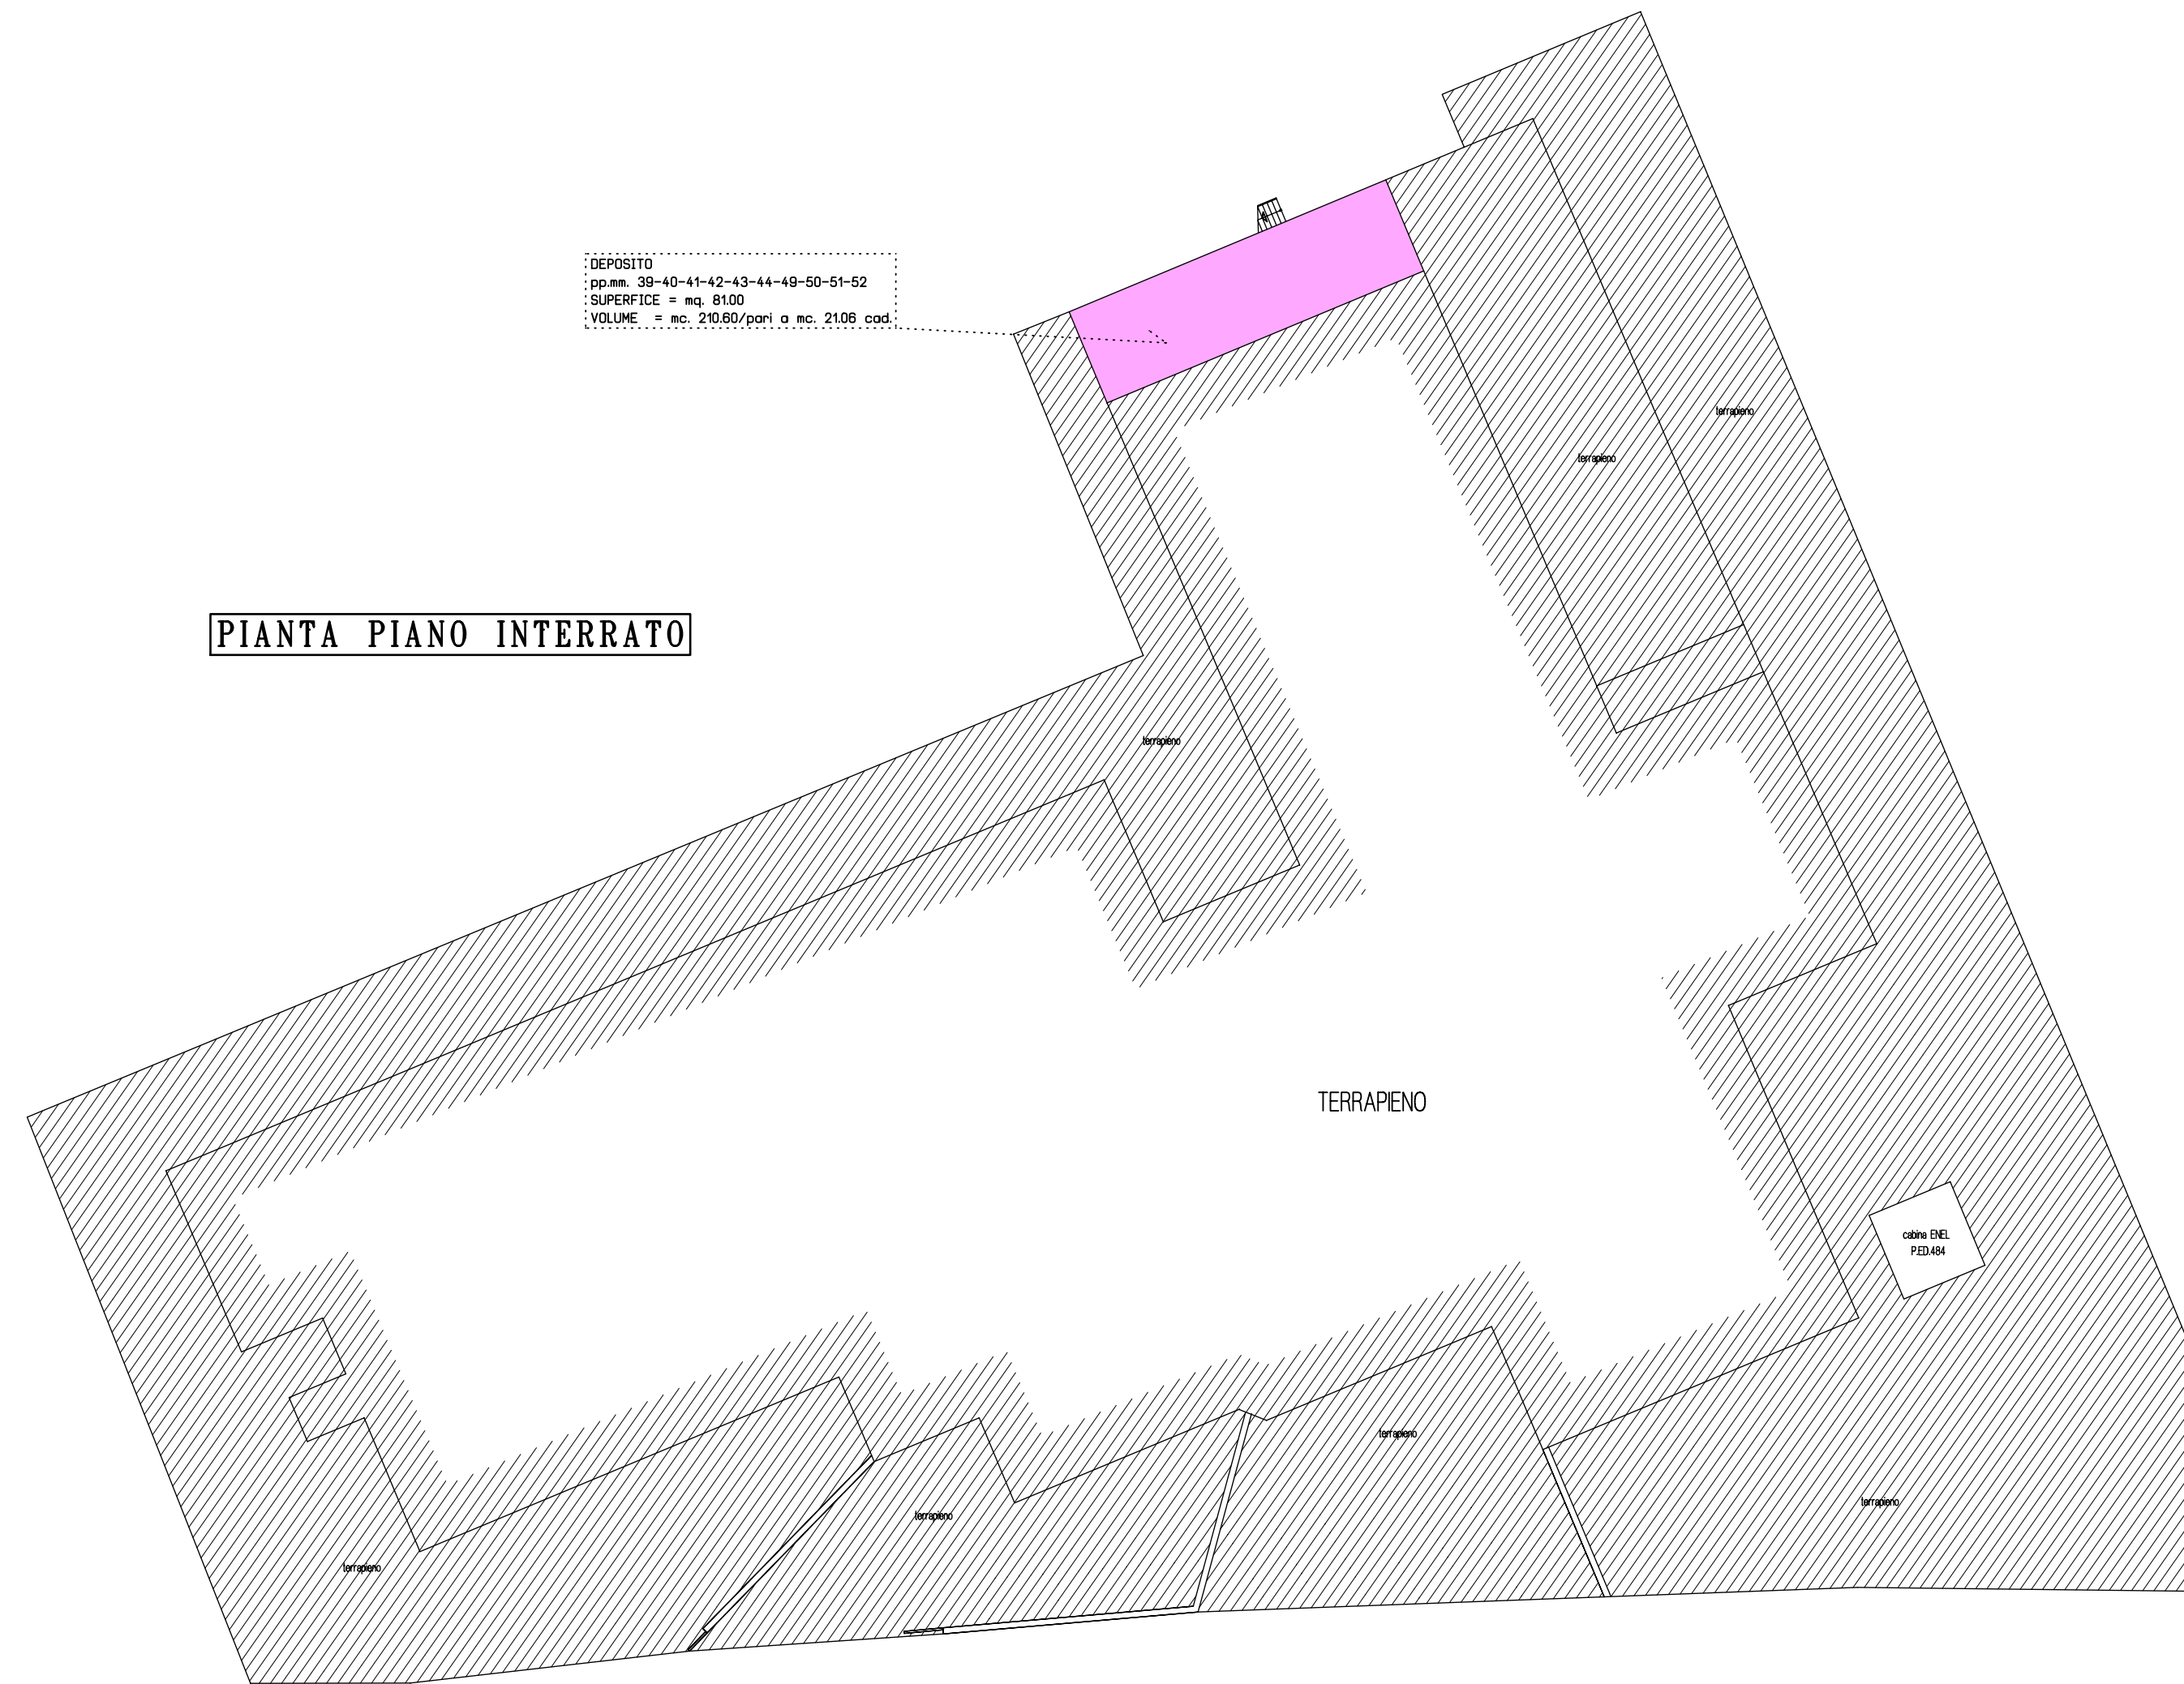 DEPOSITO
pp.mm. 39-40-41-42-43-44-49-50-51-52
SUPERFICE = mq. 81.00
VOLUME = mc. 210.60/pari a mc. 21.06 cad.
terrapieno
terrapieno
PIANTA PIANO INTERRATO
terrapieno
TERRAPIENO
cabina ENEL
P.ED.484
terrapieno
terrapieno
terrapieno
terrapieno